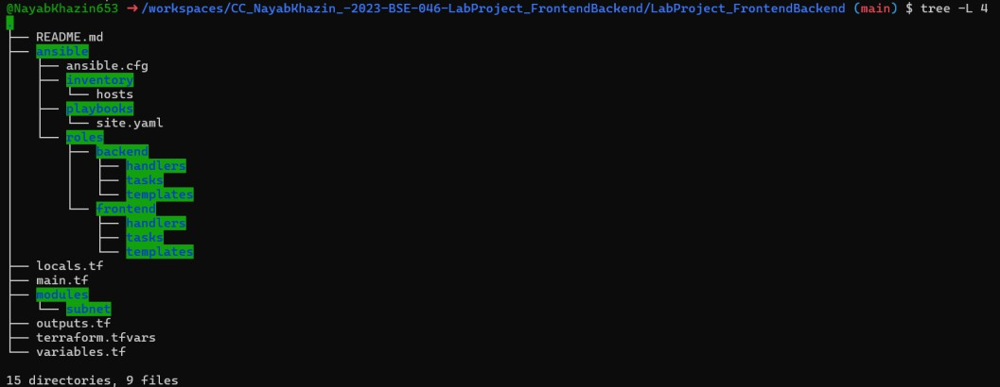 @NayabKhazin653 → /workspaces/CC_NayabKhazin_-2023-BSE-046-LabProject_FrontendBackend/LabProject_FrontendBackend (main) $ tree -L 4
.
├── README.md
├── ansible
│   ├── ansible.cfg
│   ├── inventory
│   │   └── hosts
│   ├── playbooks
│   │   └── site.yaml
│   └── roles
│       ├── backend
│       │   ├── handlers
│       │   ├── tasks
│       │   └── templates
│       └── frontend
│           ├── handlers
│           ├── tasks
│           └── templates
├── locals.tf
├── main.tf
├── modules
│   └── subnet
├── outputs.tf
├── terraform.tfvars
└── variables.tf
15 directories, 9 files